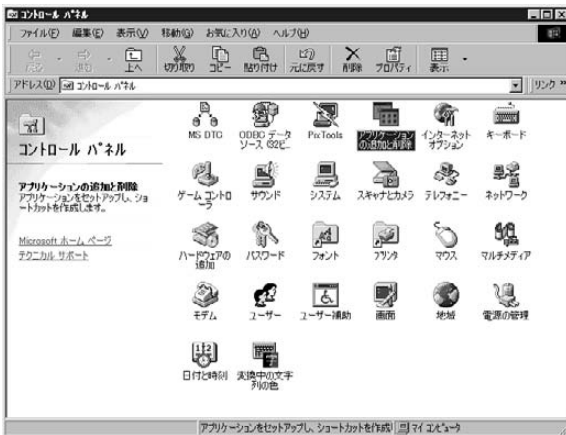 コントロール パネル
ファイル(F) 編集(E) 表示(V) 移動(G) お気に入り(A) ヘルプ(H)
戻る 進む 上へ 切り取り コピー 貼り付け 元に戻す 削除 プロパティ 表示
アドレス(D) コントロール パネル リンク »
コントロール パネル
アプリケーションの追加と削除
アプリケーションをセットアップし、ショ
ートカットを作成します。
Microsoft ホーム ページ
テクニカル サポート
MS DTC
ODBC データ
ソース (32ビ...
PixTools
アプリケーション
の追加と削除
インターネット
オプション
キーボード
ゲーム コントロ
ーラ
サウンド
システム
スキャナとカメラ
テレフォニー
ネットワーク
ハードウェアの
追加
パスワード
フォント
プリンタ
マウス
マルチメディア
モデム
ユーザー
ユーザー補助
画面
地域
電源の管理
日付と時刻
変換中の文字
列の色
アプリケーションをセットアップし、ショートカットを作成 マイ コンピュータ